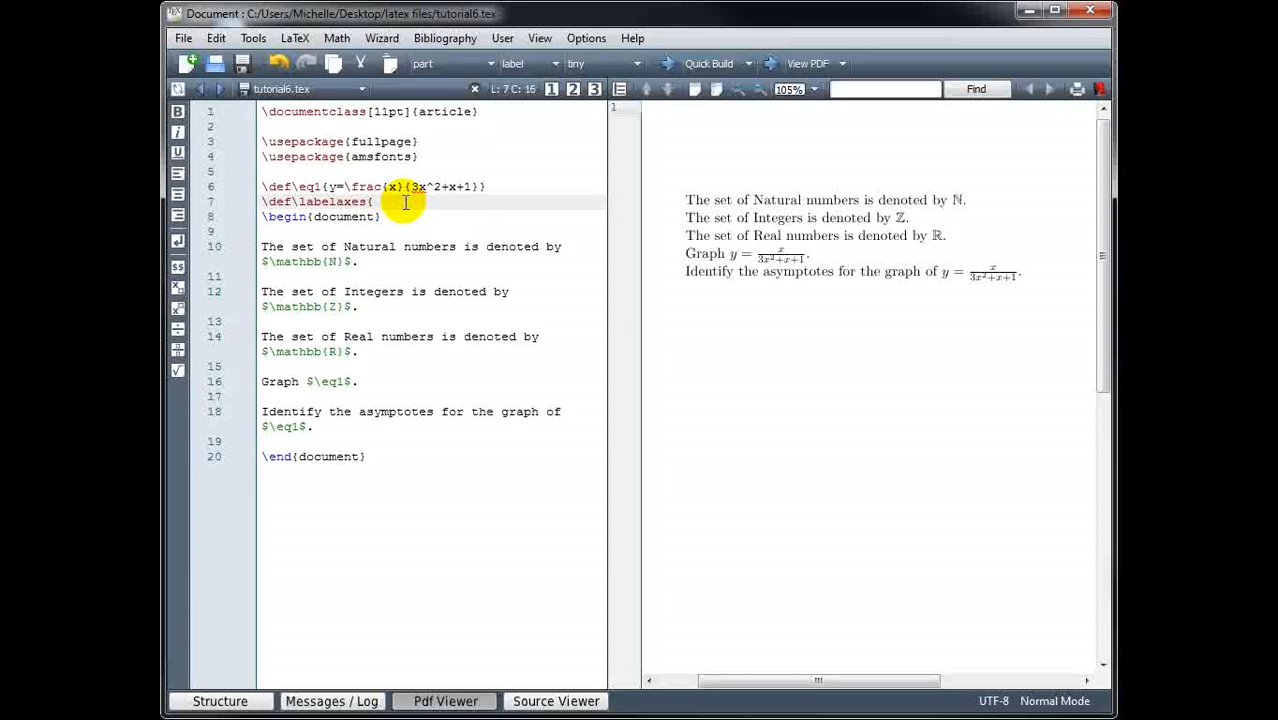 Document : C:/Users/Michelle/Desktop/latex files/tutorial6.tex
File Edit Tools LaTeX Math Wizard Bibliography User View Options Help
part label tiny Quick Build View PDF
tutorial6.tex L: 7 C: 16 1 2 3 105% Find
1 \documentclass[11pt]{article}
2
3 \usepackage{fullpage}
4 \usepackage{amsfonts}
5
6 \def\eq1{y=\frac{x}{3x^2+x+1}}
7 \def\labelaxes{
8 \begin{document}
9
10 The set of Natural numbers is denoted by
$\mathbb{N}$.
11
12 The set of Integers is denoted by
$\mathbb{Z}$.
13
14 The set of Real numbers is denoted by
$\mathbb{R}$.
15
16 Graph $\eq1$.
17
18 Identify the asymptotes for the graph of
$\eq1$.
19
20 \end{document}
1
The set of Natural numbers is denoted by ℕ.
The set of Integers is denoted by ℤ.
The set of Real numbers is denoted by ℝ.
Graph y = x/3x²+x+1.
Identify the asymptotes for the graph of y = x/3x²+x+1.
Structure Messages / Log Pdf Viewer Source Viewer UTF-8 Normal Mode